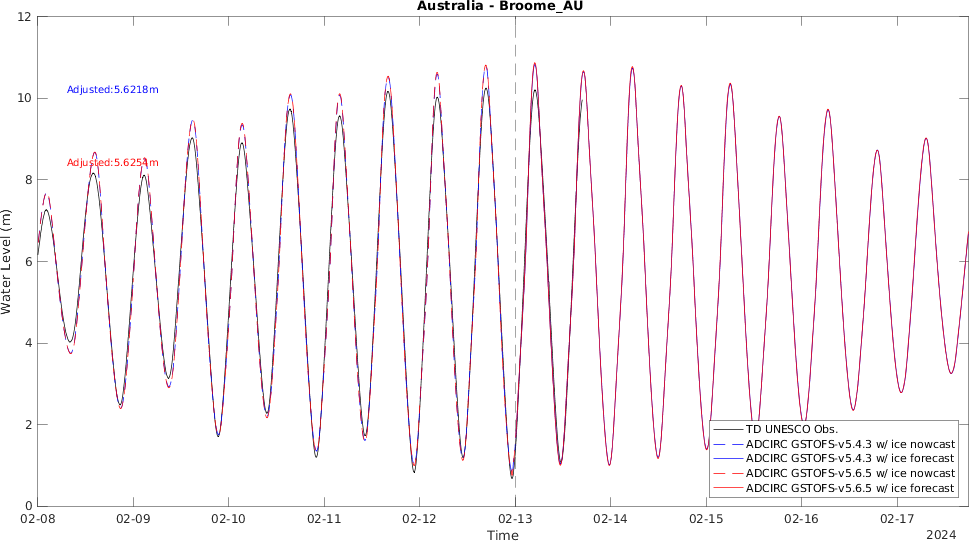 Australia - Broome_AU
12
10
8
6
4
2
0
Water Level (m)
Adjusted:5.6218m
Adjusted:5.6254m
TD UNESCO Obs.
ADCIRC GSTOFS-v5.4.3 w/ ice nowcast
ADCIRC GSTOFS-v5.4.3 w/ ice forecast
ADCIRC GSTOFS-v5.6.5 w/ ice nowcast
ADCIRC GSTOFS-v5.6.5 w/ ice forecast
02-08 02-09 02-10 02-11 02-12 02-13 02-14 02-15 02-16 02-17
Time
2024